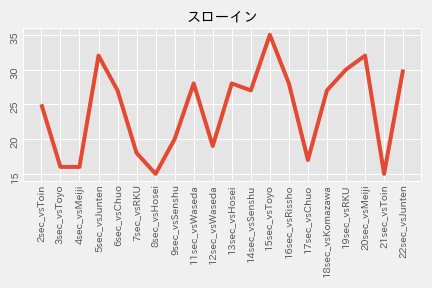 スローイン
35
30
25
20
15
2sec_vsToin
3sec_vsToyo
4sec_vsMeiji
5sec_vsJunten
6sec_vsChuo
7sec_vsRKU
8sec_vsHosei
9sec_vsSenshu
11sec_vsWaseda
12sec_vsWaseda
13sec_vsHosei
14sec_vsSenshu
15sec_vsToyo
16sec_vsRissho
17sec_vsChuo
18sec_vsKomazawa
19sec_vsRKU
20sec_vsMeiji
21sec_vsToin
22sec_vsJunten